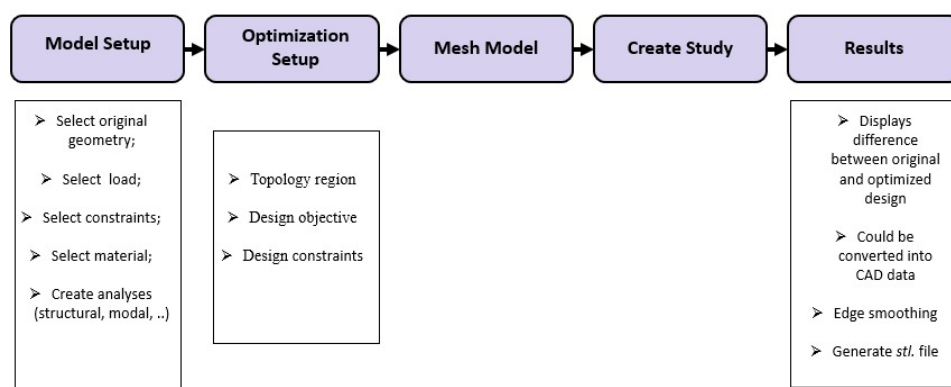 Model Setup
Optimization
Setup
Mesh Model
Create Study
Results
➢ Select original
geometry;
➢ Select load;
➢ Select constraints;
➢ Select material;
➢ Create analyses
(structural, modal, ..)
➢ Topology region
➢ Design objective
➢ Design constraints
➢ Displays
difference
between original
and optimized
design
➢ Could be
converted into
CAD data
➢ Edge smoothing
➢ Generate stl. file